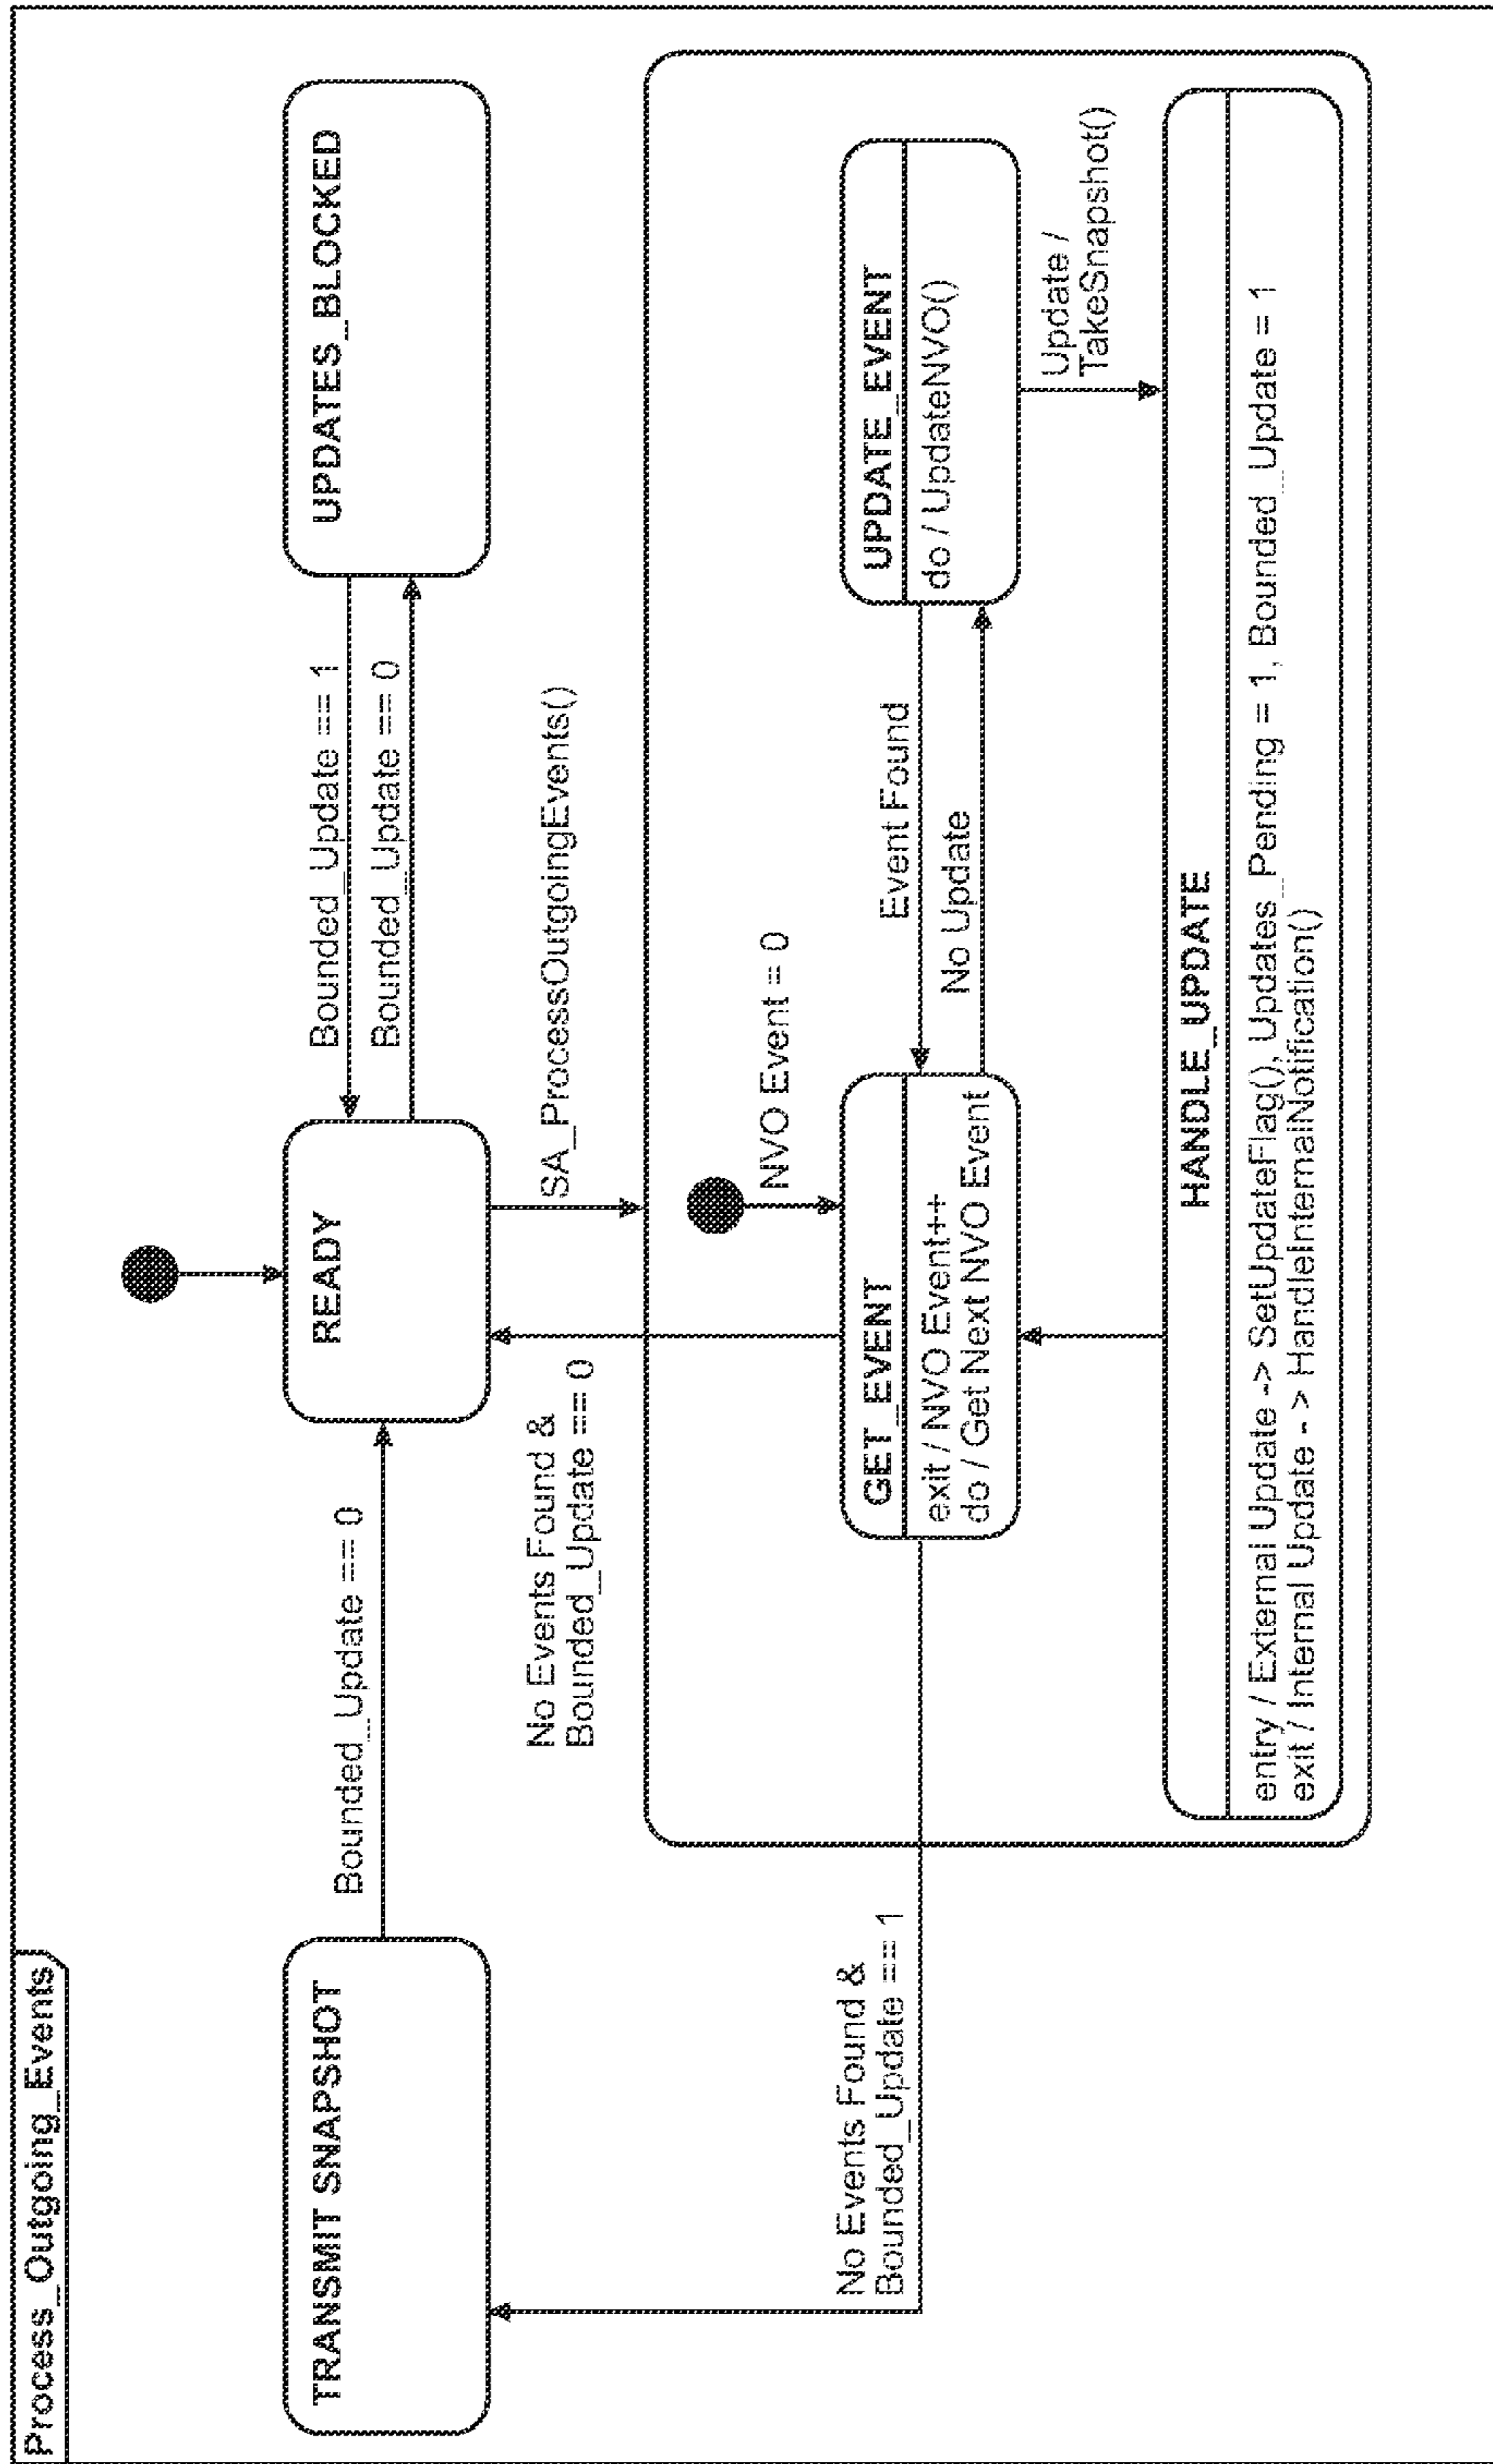 Process_Outgoing_Events
TRANSMIT SNAPSHOT
Bounded_Update == 0
READY
Bounded_Update == 1
Bounded_Update == 0
UPDATES_BLOCKED
No Events Found &
Bounded_Update == 0
SA_ProcessOutgoingEvents()
No Events Found &
Bounded_Update == 1
NVO Event = 0
GET_EVENT
exit / NVO Event++
do / Get Next NVO Event
Event Found
No Update
UPDATE_EVENT
do / UpdateNVO()
Update /
TakeSnapshot()
HANDLE_UPDATE
entry / External Update -> SetUpdateFlag(), Updates_Pending = 1, Bounded_Update = 1
exit / Internal Update - > HandleInternalNotification()